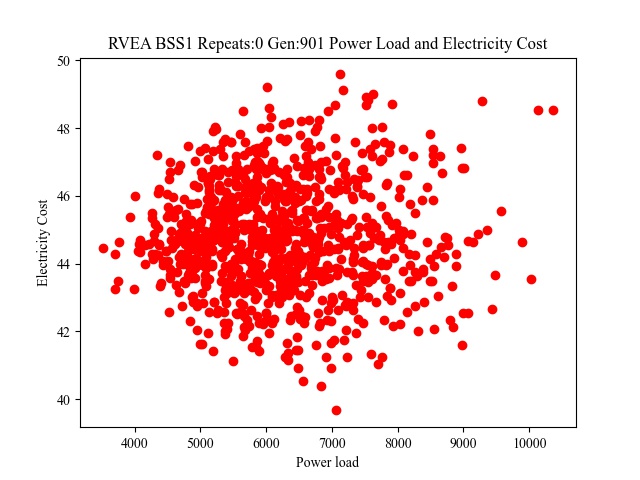 RVEA BSS1 Repeats:0 Gen:901 Power Load and Electricity Cost
50
48
46
44
42
40
Electricity Cost
4000 5000 6000 7000 8000 9000 10000
Power load